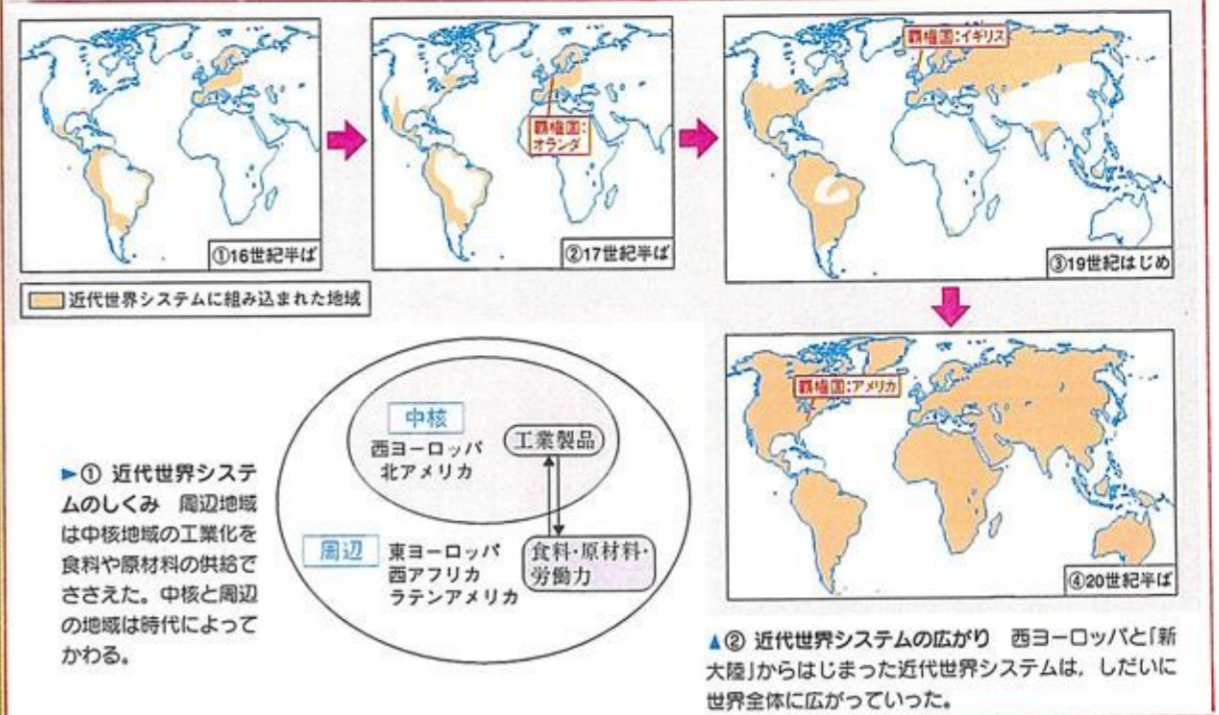 ①16世紀半ば
覇権国:
オランダ
②17世紀半ば
覇権国:イギリス
③19世紀はじめ
近代世界システムに組み込まれた地域
覇権国:アメリカ
④20世紀半ば
▶① 近代世界システ
ムのしくみ 周辺地域
は中核地域の工業化を
食料や原材料の供給で
ささえた。中核と周辺
の地域は時代によって
かわる。
中核
西ヨーロッパ
北アメリカ
工業製品
周辺
東ヨーロッパ
西アフリカ
ラテンアメリカ
食料・原材料・
労働力
▲② 近代世界システムの広がり 西ヨーロッパと「新
大陸」からはじまった近代世界システムは,しだいに
世界全体に広がっていった。